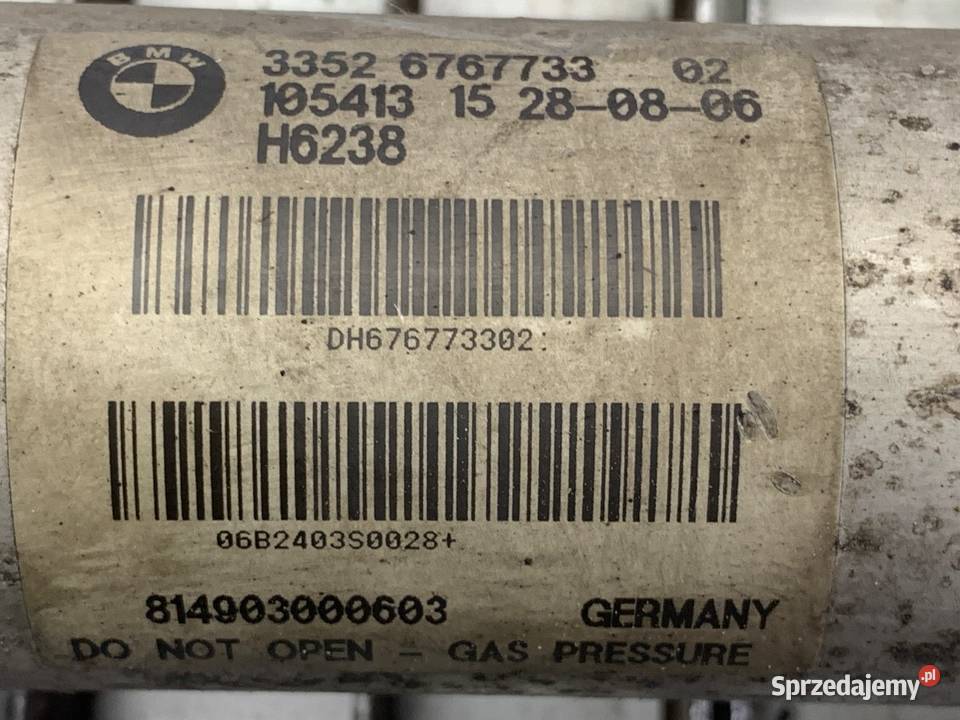 BMW
3352 6767733 02
105413 15 28-08-06
H6238
DH676773302
06B2403S0028+
814903000603 GERMANY
DO NOT OPEN - GAS PRESSURE
Sprzedajemy.pl